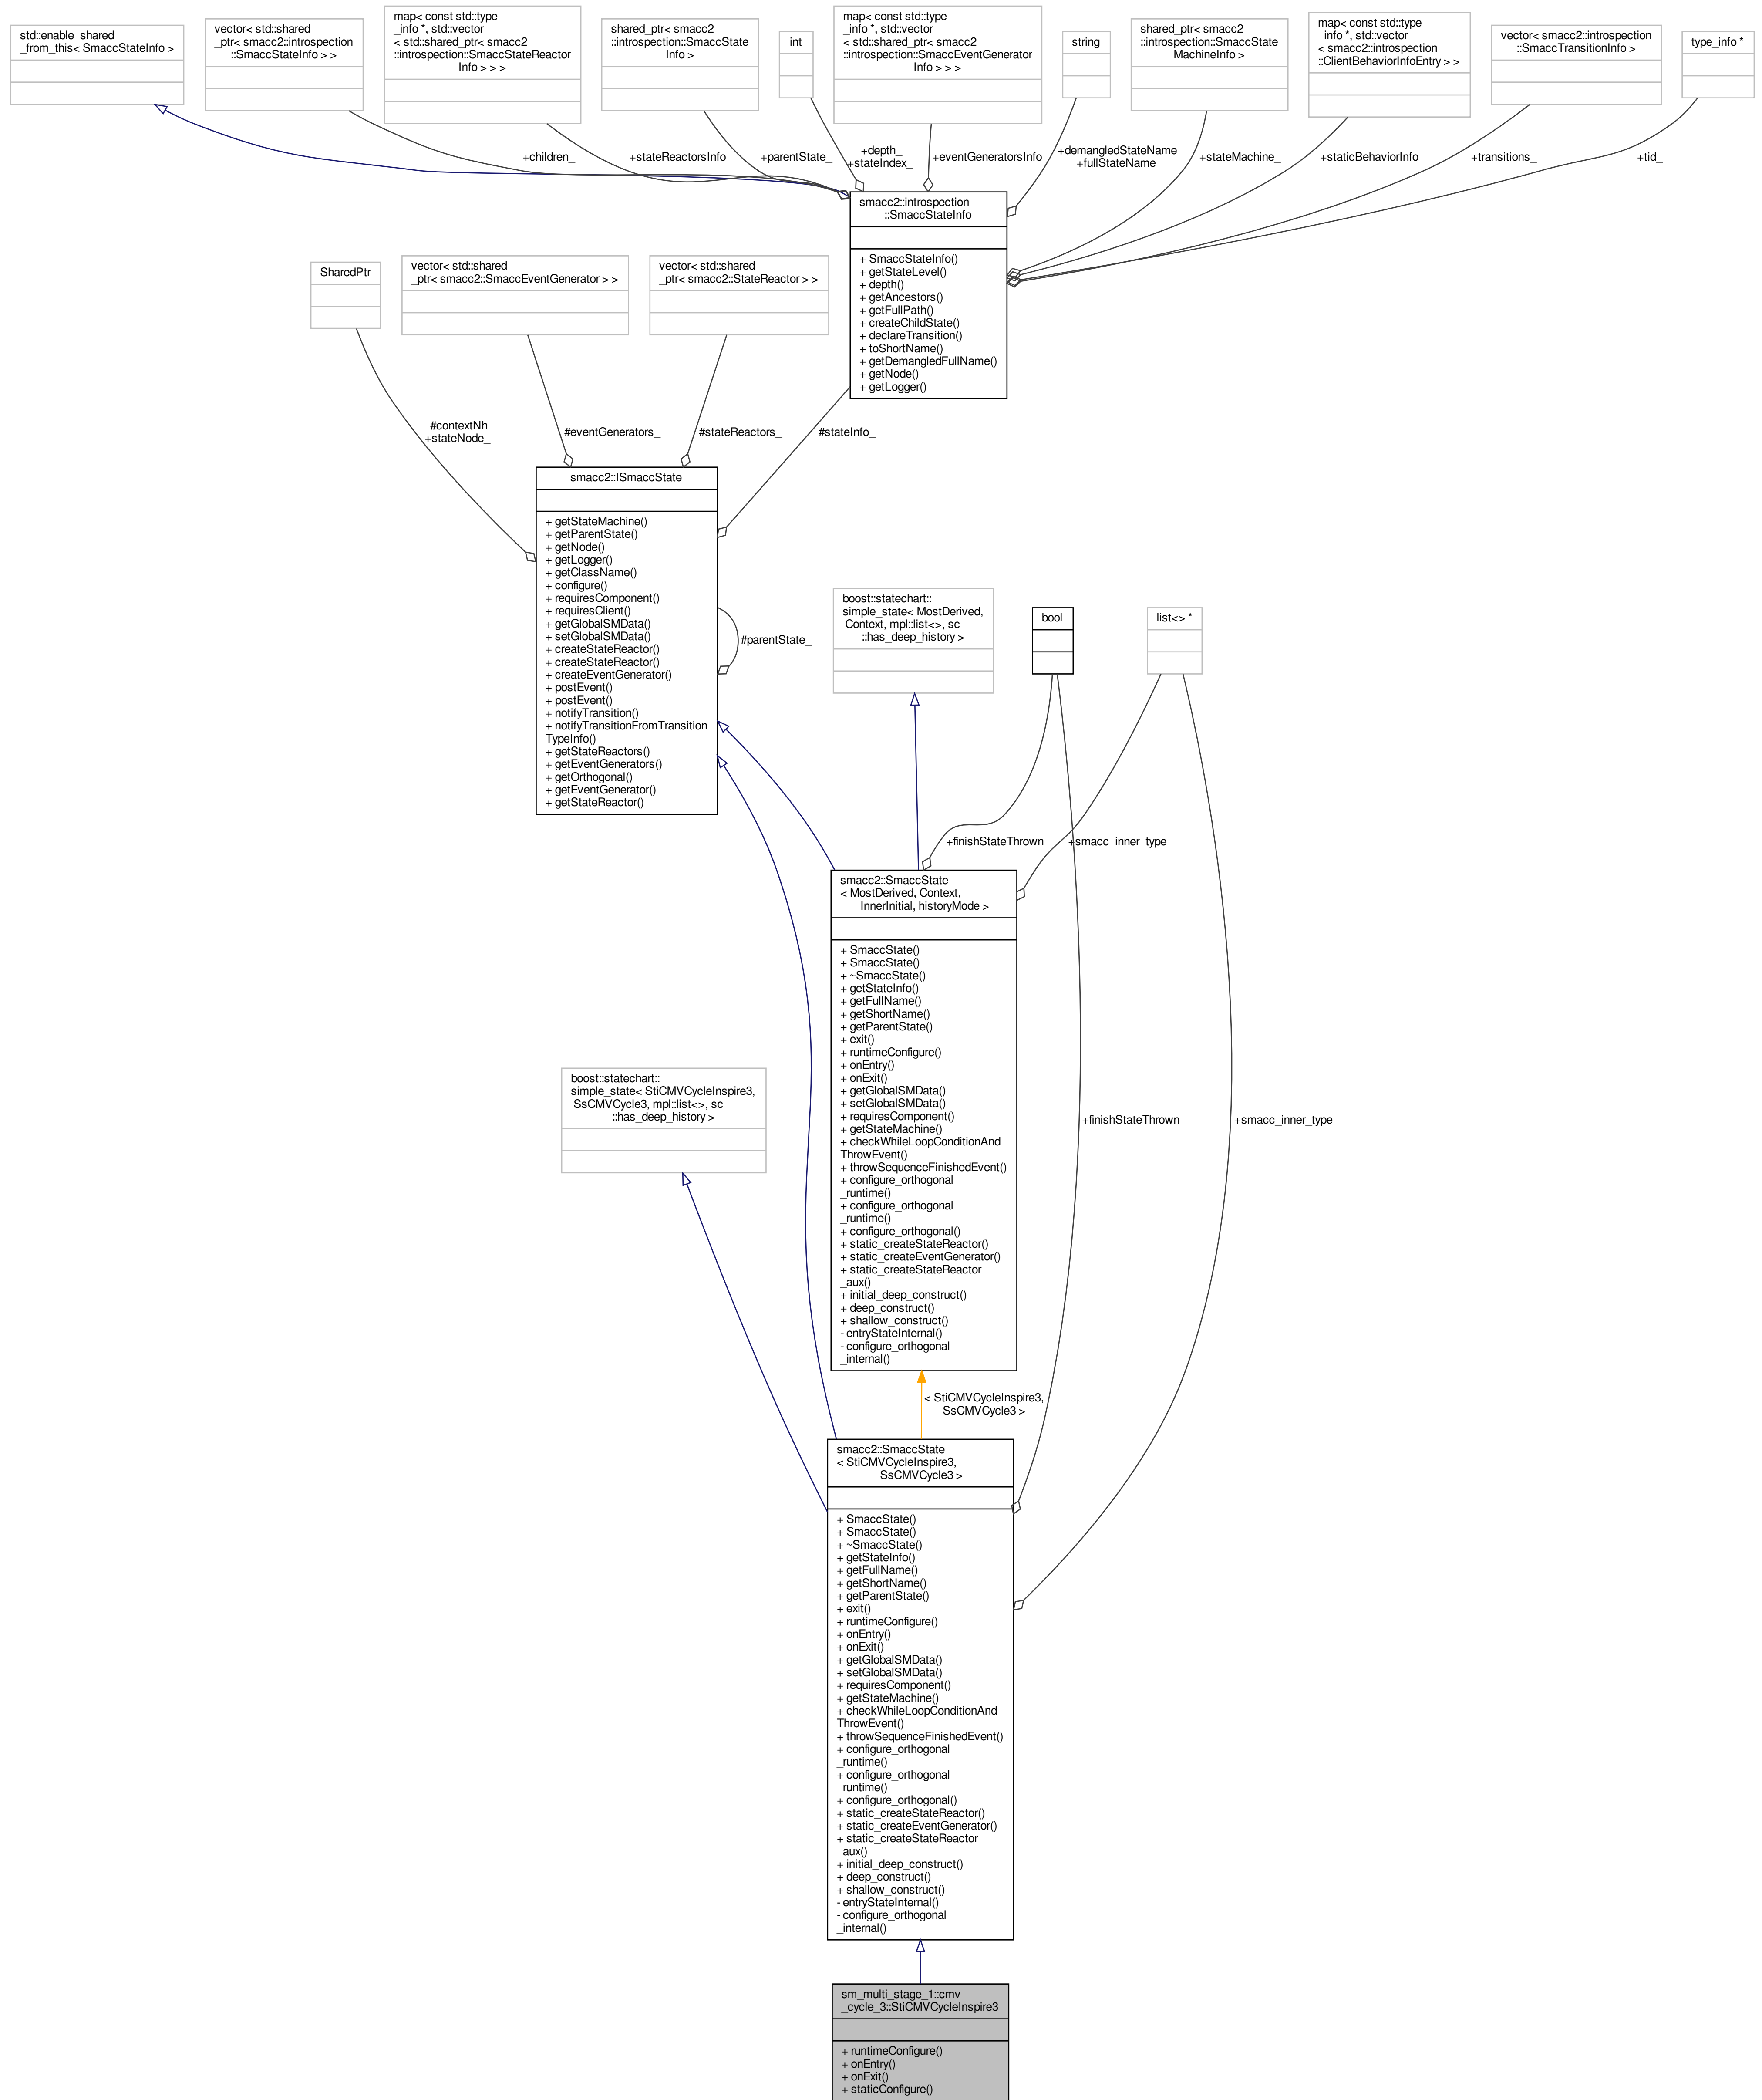 std::enable_shared
_from_this< SmaccStateInfo >
vector< std::shared
_ptr< smacc2::introspection
::SmaccStateInfo > >
map< const std::type
_info *, std::vector
< std::shared_ptr< smacc2
::introspection::SmaccStateReactor
Info > > >
shared_ptr< smacc2
::introspection::SmaccState
Info >
int
map< const std::type
_info *, std::vector
< std::shared_ptr< smacc2
::introspection::SmaccEventGenerator
Info > > >
string
shared_ptr< smacc2
::introspection::SmaccState
MachineInfo >
map< const std::type
_info *, std::vector
< smacc2::introspection
::ClientBehaviorInfoEntry > >
vector< smacc2::introspection
::SmaccTransitionInfo >
type_info *
+children_
+stateReactorsInfo
+parentState_
+depth_
+stateIndex_
+eventGeneratorsInfo
+demangledStateName
+fullStateName
+stateMachine_
+staticBehaviorInfo
+transitions_
+tid_
smacc2::introspection
::SmaccStateInfo
+ SmaccStateInfo()
+ getStateLevel()
+ depth()
+ getAncestors()
+ getFullPath()
+ createChildState()
+ declareTransition()
+ toShortName()
+ getDemangledFullName()
+ getNode()
+ getLogger()
SharedPtr
vector< std::shared
_ptr< smacc2::SmaccEventGenerator > >
vector< std::shared
_ptr< smacc2::StateReactor > >
#contextNh
+stateNode_
#eventGenerators_
#stateReactors_
#stateInfo_
smacc2::ISmaccState
+ getStateMachine()
+ getParentState()
+ getNode()
+ getLogger()
+ getClassName()
+ configure()
+ requiresComponent()
+ requiresClient()
+ getGlobalSMData()
+ setGlobalSMData()
+ createStateReactor()
+ createStateReactor()
+ createEventGenerator()
+ postEvent()
+ postEvent()
+ notifyTransition()
+ notifyTransitionFromTransition
TypeInfo()
+ getStateReactors()
+ getEventGenerators()
+ getOrthogonal()
+ getEventGenerator()
+ getStateReactor()
#parentState_
boost::statechart::
simple_state< MostDerived,
Context, mpl::list<>, sc
::has_deep_history >
bool
list<> *
+finishStateThrown
+smacc_inner_type
smacc2::SmaccState
< MostDerived, Context,
InnerInitial, historyMode >
+ SmaccState()
+ SmaccState()
+ ~SmaccState()
+ getStateInfo()
+ getFullName()
+ getShortName()
+ getParentState()
+ exit()
+ runtimeConfigure()
+ onEntry()
+ onExit()
+ getGlobalSMData()
+ setGlobalSMData()
+ requiresComponent()
+ getStateMachine()
+ checkWhileLoopConditionAnd
ThrowEvent()
+ throwSequenceFinishedEvent()
+ configure_orthogonal
_runtime()
+ configure_orthogonal
_runtime()
+ configure_orthogonal()
+ static_createStateReactor()
+ static_createEventGenerator()
+ static_createStateReactor
_aux()
+ initial_deep_construct()
+ deep_construct()
+ shallow_construct()
- entryStateInternal()
- configure_orthogonal
_internal()
boost::statechart::
simple_state< StiCMVCycleInspire3,
SsCMVCycle3, mpl::list<>, sc
::has_deep_history >
+finishStateThrown
+smacc_inner_type
< StiCMVCycleInspire3,
SsCMVCycle3 >
smacc2::SmaccState
< StiCMVCycleInspire3,
SsCMVCycle3 >
+ SmaccState()
+ SmaccState()
+ ~SmaccState()
+ getStateInfo()
+ getFullName()
+ getShortName()
+ getParentState()
+ exit()
+ runtimeConfigure()
+ onEntry()
+ onExit()
+ getGlobalSMData()
+ setGlobalSMData()
+ requiresComponent()
+ getStateMachine()
+ checkWhileLoopConditionAnd
ThrowEvent()
+ throwSequenceFinishedEvent()
+ configure_orthogonal
_runtime()
+ configure_orthogonal
_runtime()
+ configure_orthogonal()
+ static_createStateReactor()
+ static_createEventGenerator()
+ static_createStateReactor
_aux()
+ initial_deep_construct()
+ deep_construct()
+ shallow_construct()
- entryStateInternal()
- configure_orthogonal
_internal()
sm_multi_stage_1::cmv
_cycle_3::StiCMVCycleInspire3
+ runtimeConfigure()
+ onEntry()
+ onExit()
+ staticConfigure()